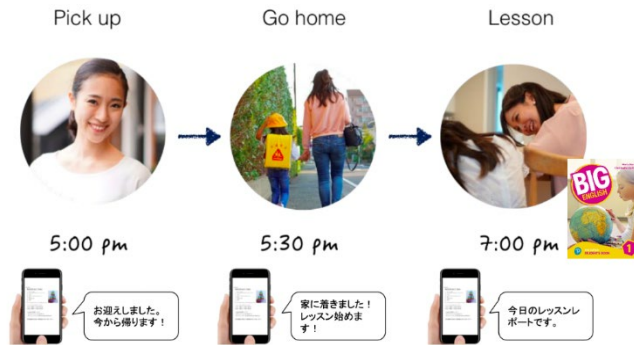 Pick up
Go home
Lesson
BIG
ENGLISH
1
5:00 pm
5:30 pm
7:00 pm
お迎えしました。
今から帰ります！
家に着きました！
レッスン始めま
す！
今日のレッスンレ
ポートです。